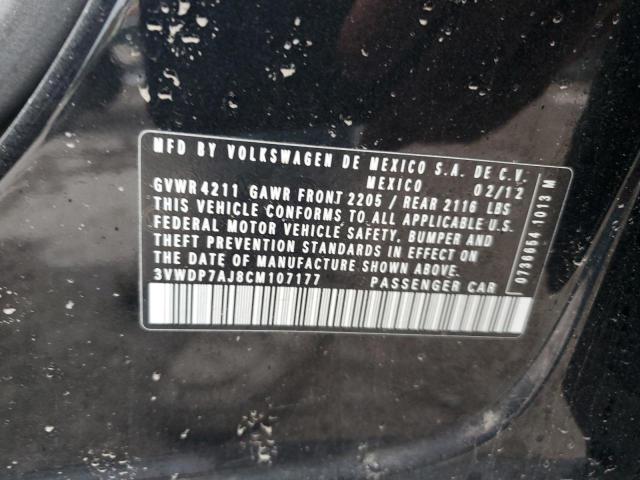 MFD BY VOLKSWAGEN DE MEXICO S.A. DE C.V.
MEXICO 02/12
GVWR 4211 GAWR FRONT 2205 / REAR 2116 LBS
THIS VEHICLE CONFORMS TO ALL APPLICABLE U.S.
FEDERAL MOTOR VEHICLE SAFETY, BUMPER AND
THEFT PREVENTION STANDARDS IN EFFECT ON
THE DATE OF MANUFACTURE SHOWN ABOVE.
3VWDP7AJ8CM107177 PASSENGER CAR
0736654 1013 M